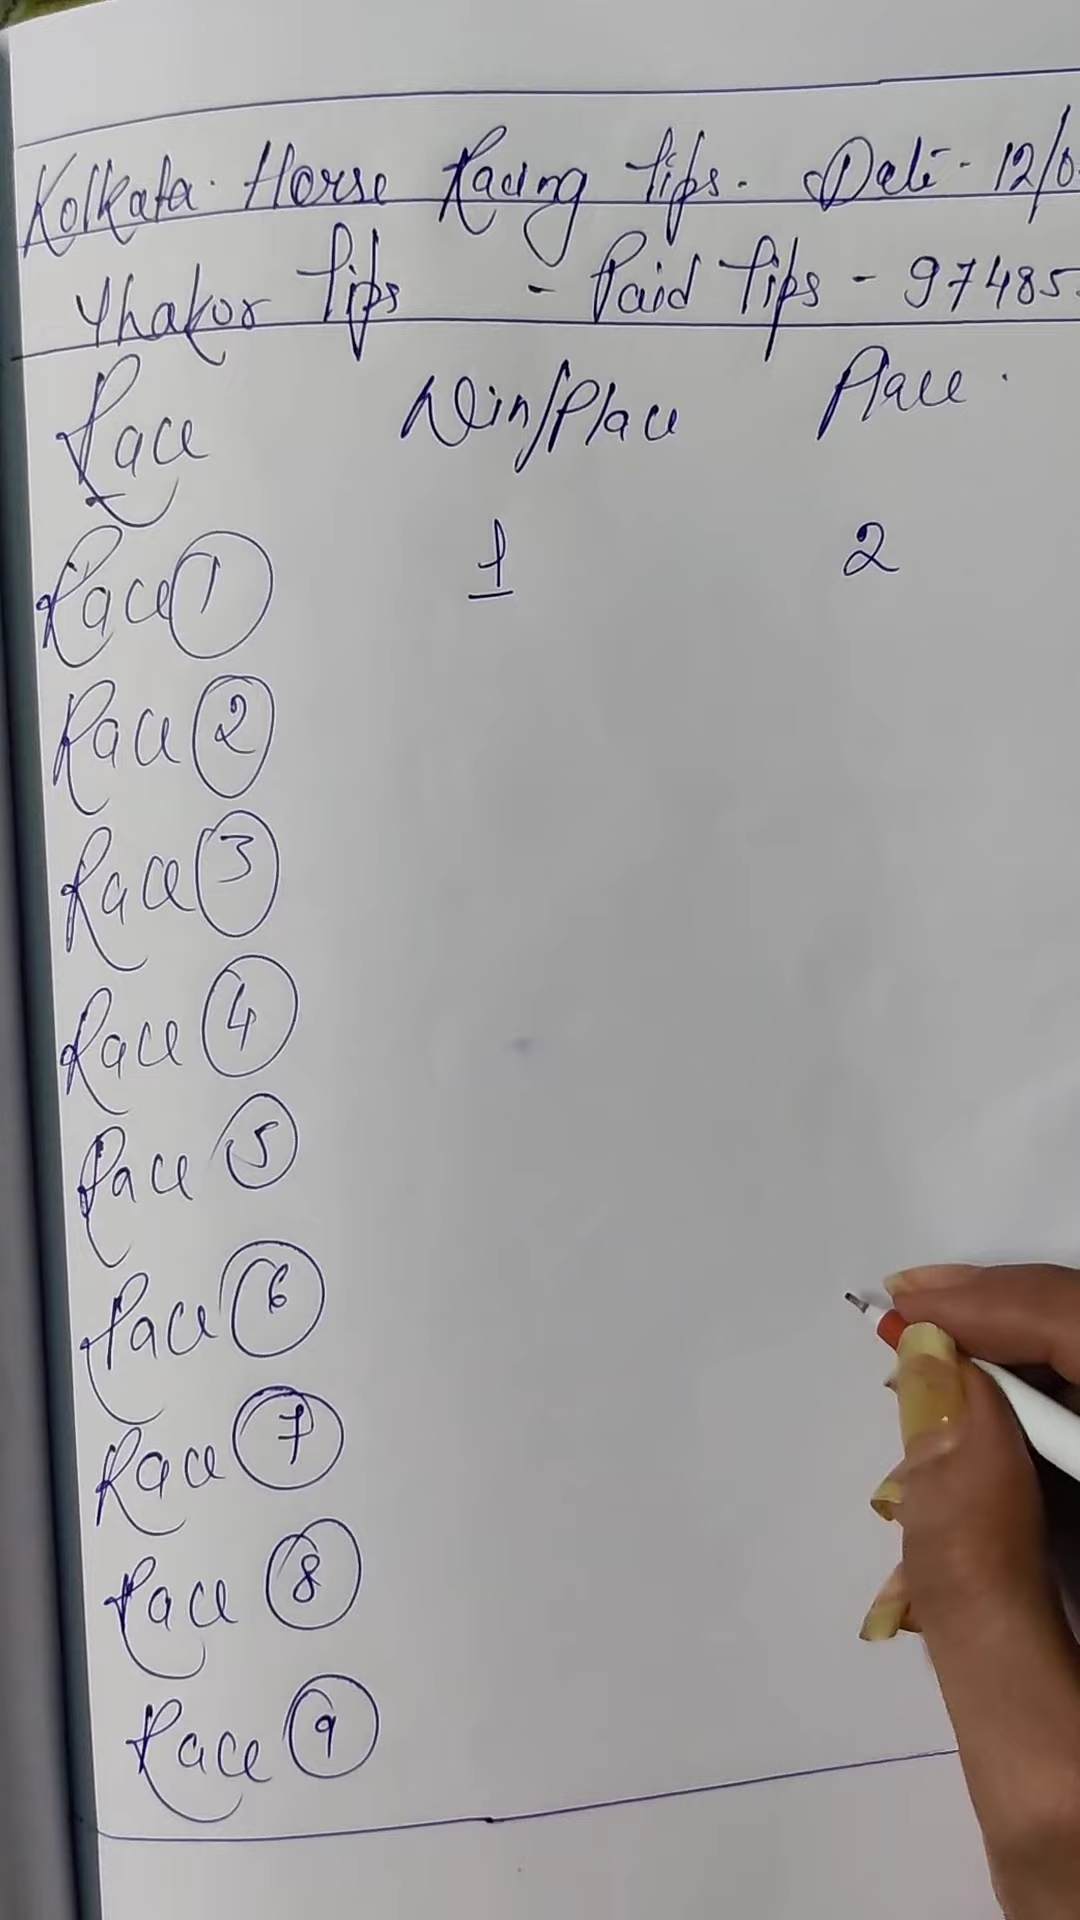 Kolkata. Horse Racing Tips. Date - 12/0
Thakor Tips - Paid Tips - 97485
Race Win/Place Place.
Race 1 1 2
Race 2
Race 3
Race 4
Race 5
Race 6
Race 7
Race 8
Race 9